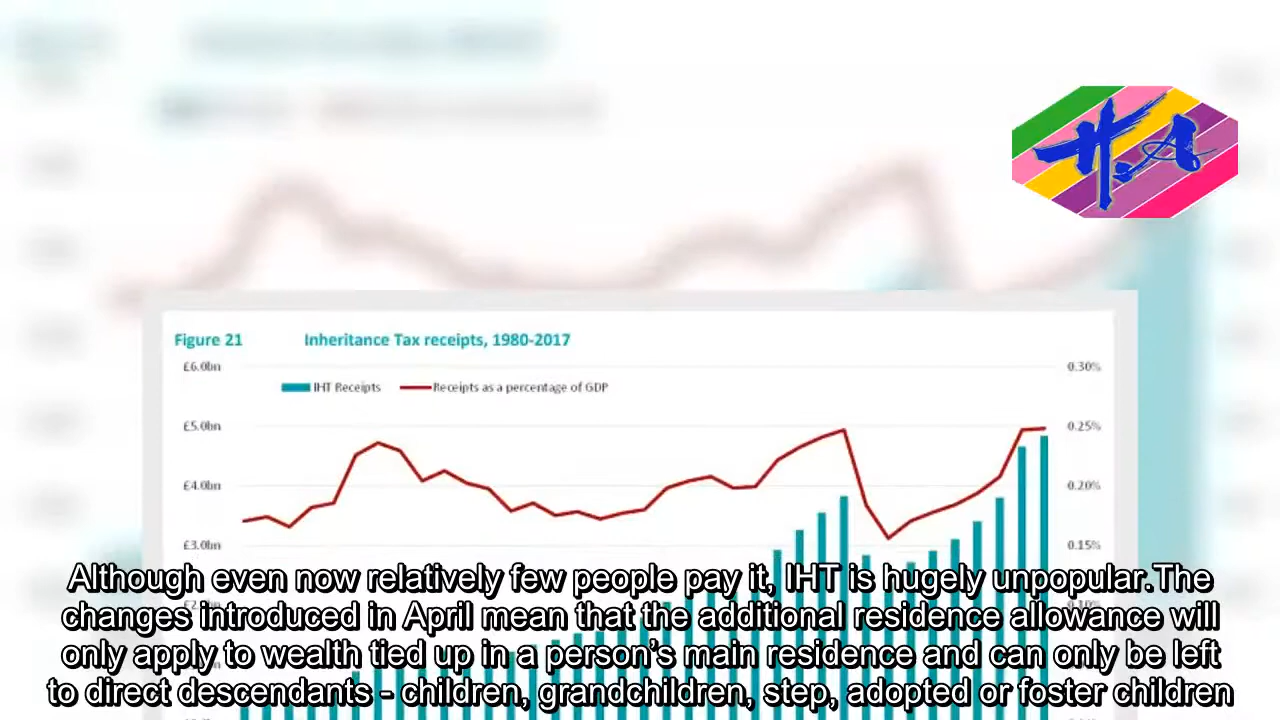 H.A
Figure 21 Inheritance Tax receipts, 1980-2017
£6.0bn 0.30%
IHT Receipts Receipts as a percentage of GDP
£5.0bn 0.25%
£4.0bn 0.20%
£3.0bn 0.15%
Although even now relatively few people pay it, IHT is hugely unpopular.The
changes introduced in April mean that the additional residence allowance will
only apply to wealth tied up in a person's main residence and can only be left
to direct descendants - children, grandchildren, step, adopted or foster children